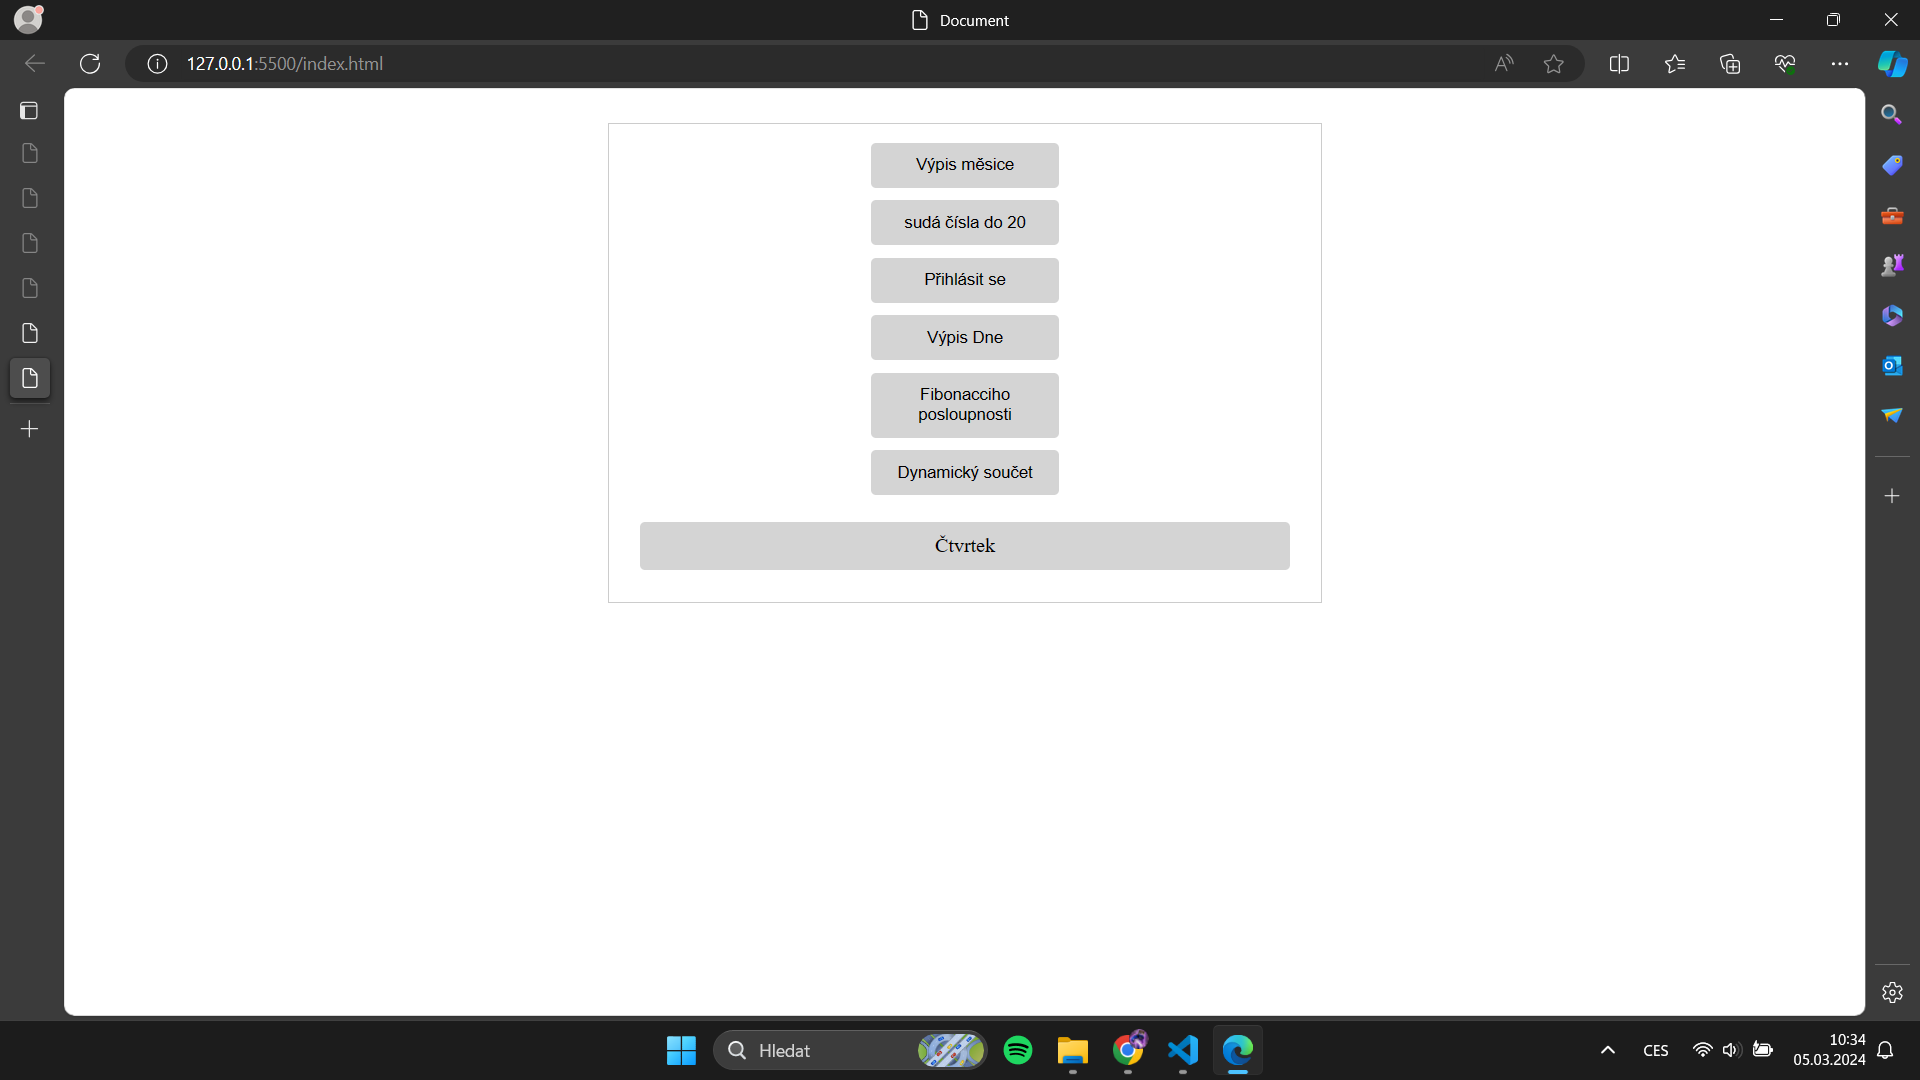 Document
127.0.0.1:5500/index.html
Výpis měsice
sudá čísla do 20
Přihlásit se
Výpis Dne
Fibonacciho
posloupnosti
Dynamický součet
Čtvrtek
Hledat
CES
10:34
05.03.2024